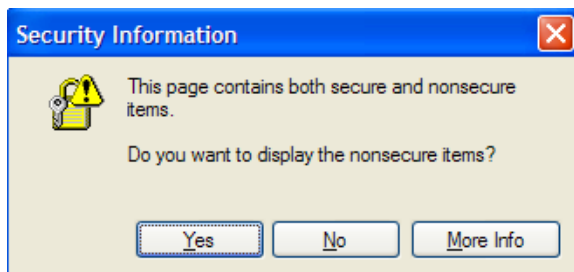 Security Information
This page contains both secure and nonsecure
items.
Do you want to display the nonsecure items?
Yes No More Info